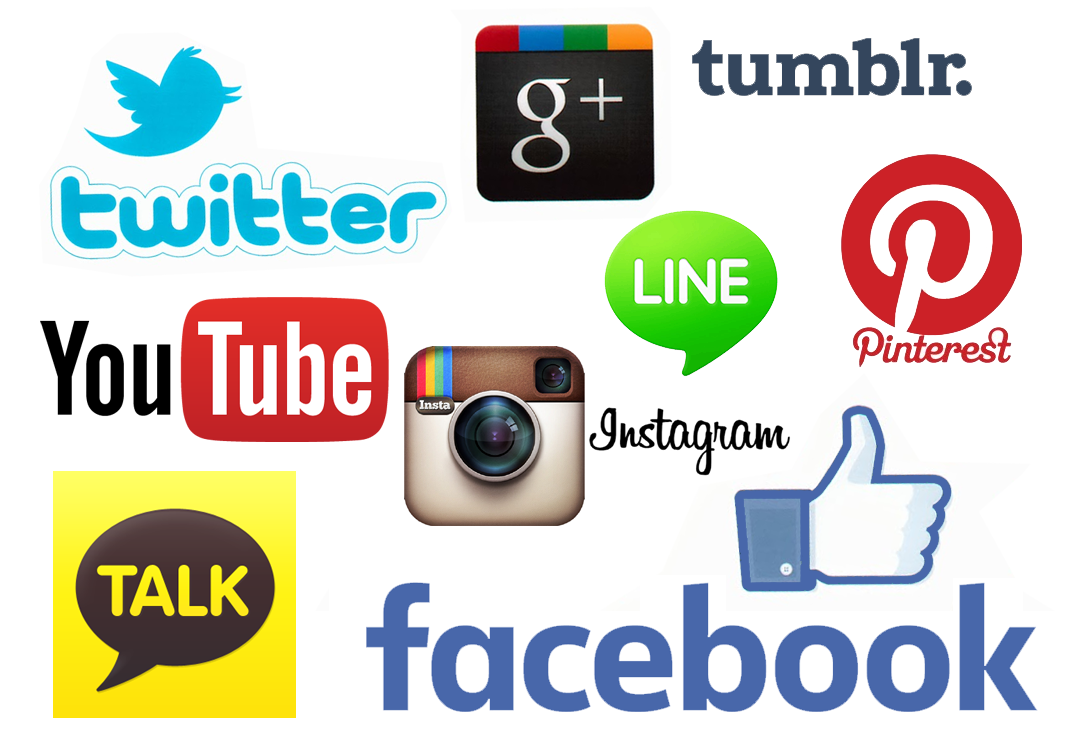 tumblr.
g+
twitter
LINE
Pinterest
YouTube
Insta
Instagram
TALK
facebook